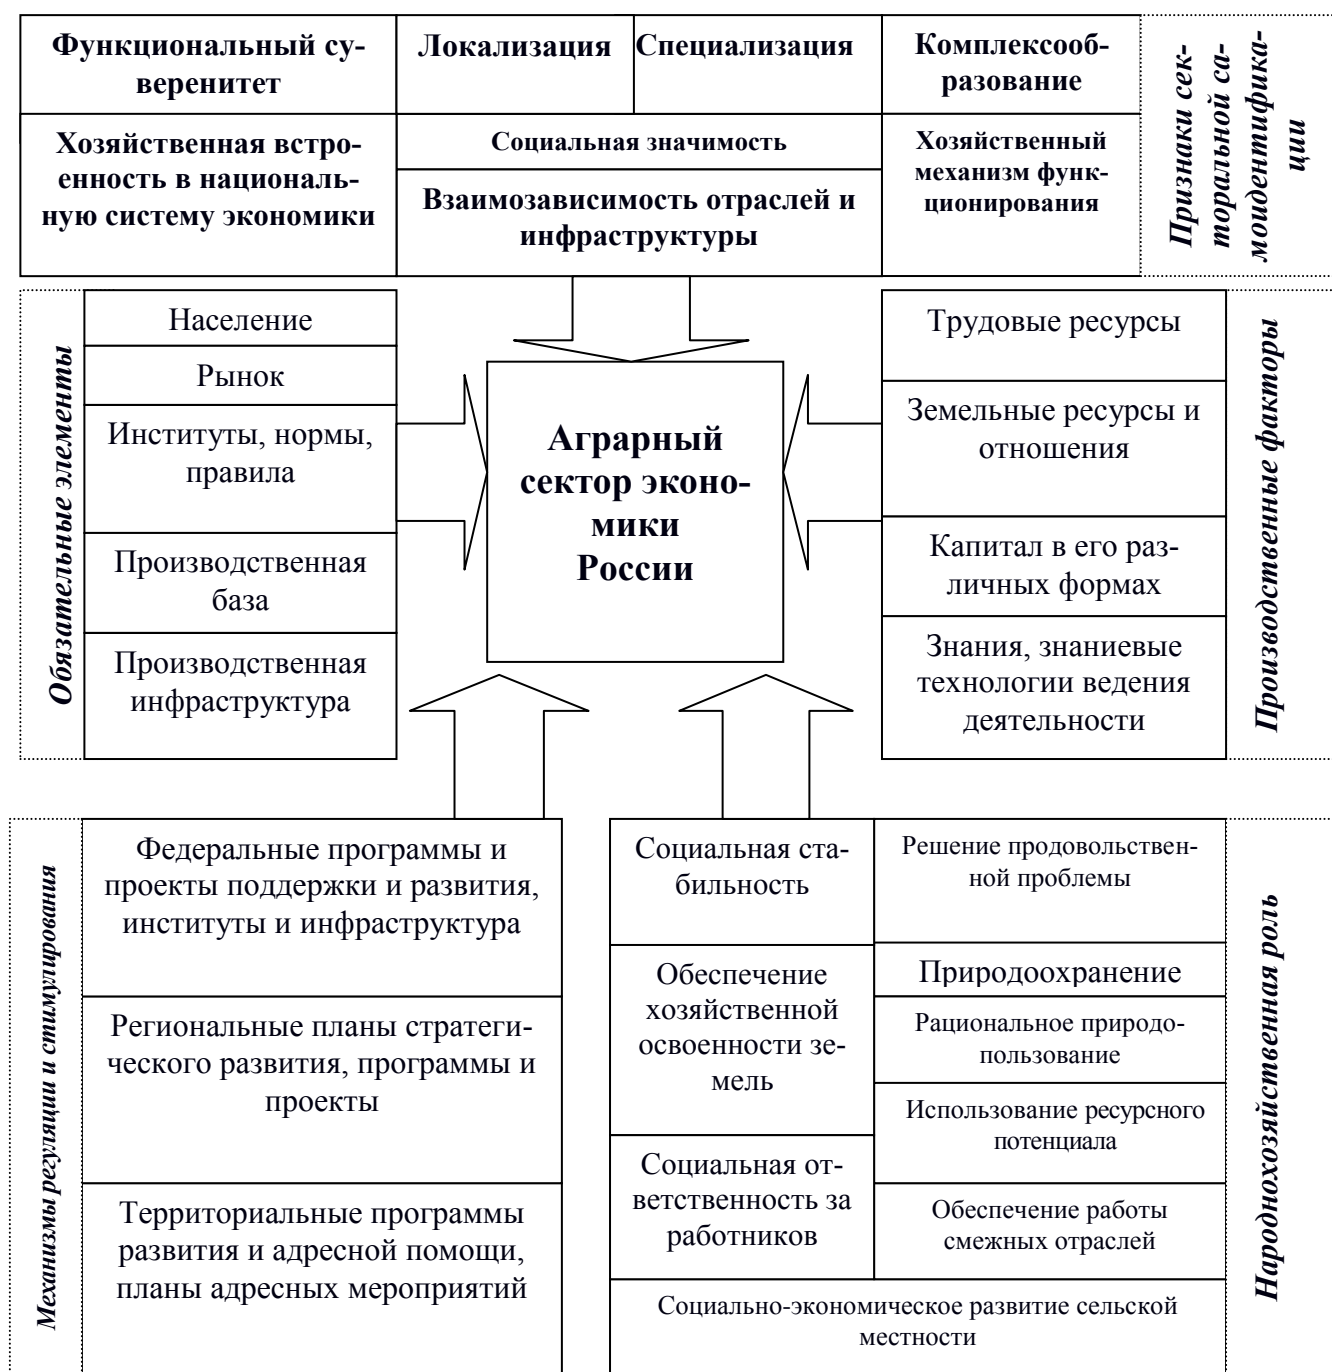 Функциональный су-
веренитет
Локализация
Специализация
Комплексооб-
разование
Признаки сек-
торальной са-
моидентифика-
ции
Хозяйственная встро-
енность в националь-
ную систему экономики
Социальная значимость
Взаимозависимость отраслей и
инфраструктуры
Хозяйственный
механизм функ-
ционирования
Обязательные элементы
Население
Рынок
Институты, нормы,
правила
Производственная
база
Производственная
инфраструктура
Аграрный
сектор эконо-
мики
России
Трудовые ресурсы
Земельные ресурсы и
отношения
Капитал в его раз-
личных формах
Знания, знаниевые
технологии ведения
деятельности
Производственные факторы
Механизмы регуляции и стимулирования
Федеральные программы и
проекты поддержки и развития,
институты и инфраструктура
Региональные планы стратеги-
ческого развития, программы и
проекты
Территориальные программы
развития и адресной помощи,
планы адресных мероприятий
Социальная ста-
бильность
Обеспечение
хозяйственной
освоенности зе-
мель
Социальная от-
ветственность за
работников
Решение продовольствен-
ной проблемы
Природоохранение
Рациональное природо-
пользование
Использование ресурсного
потенциала
Обеспечение работы
смежных отраслей
Социально-экономическое развитие сельской
местности
Народнохозяйственная роль